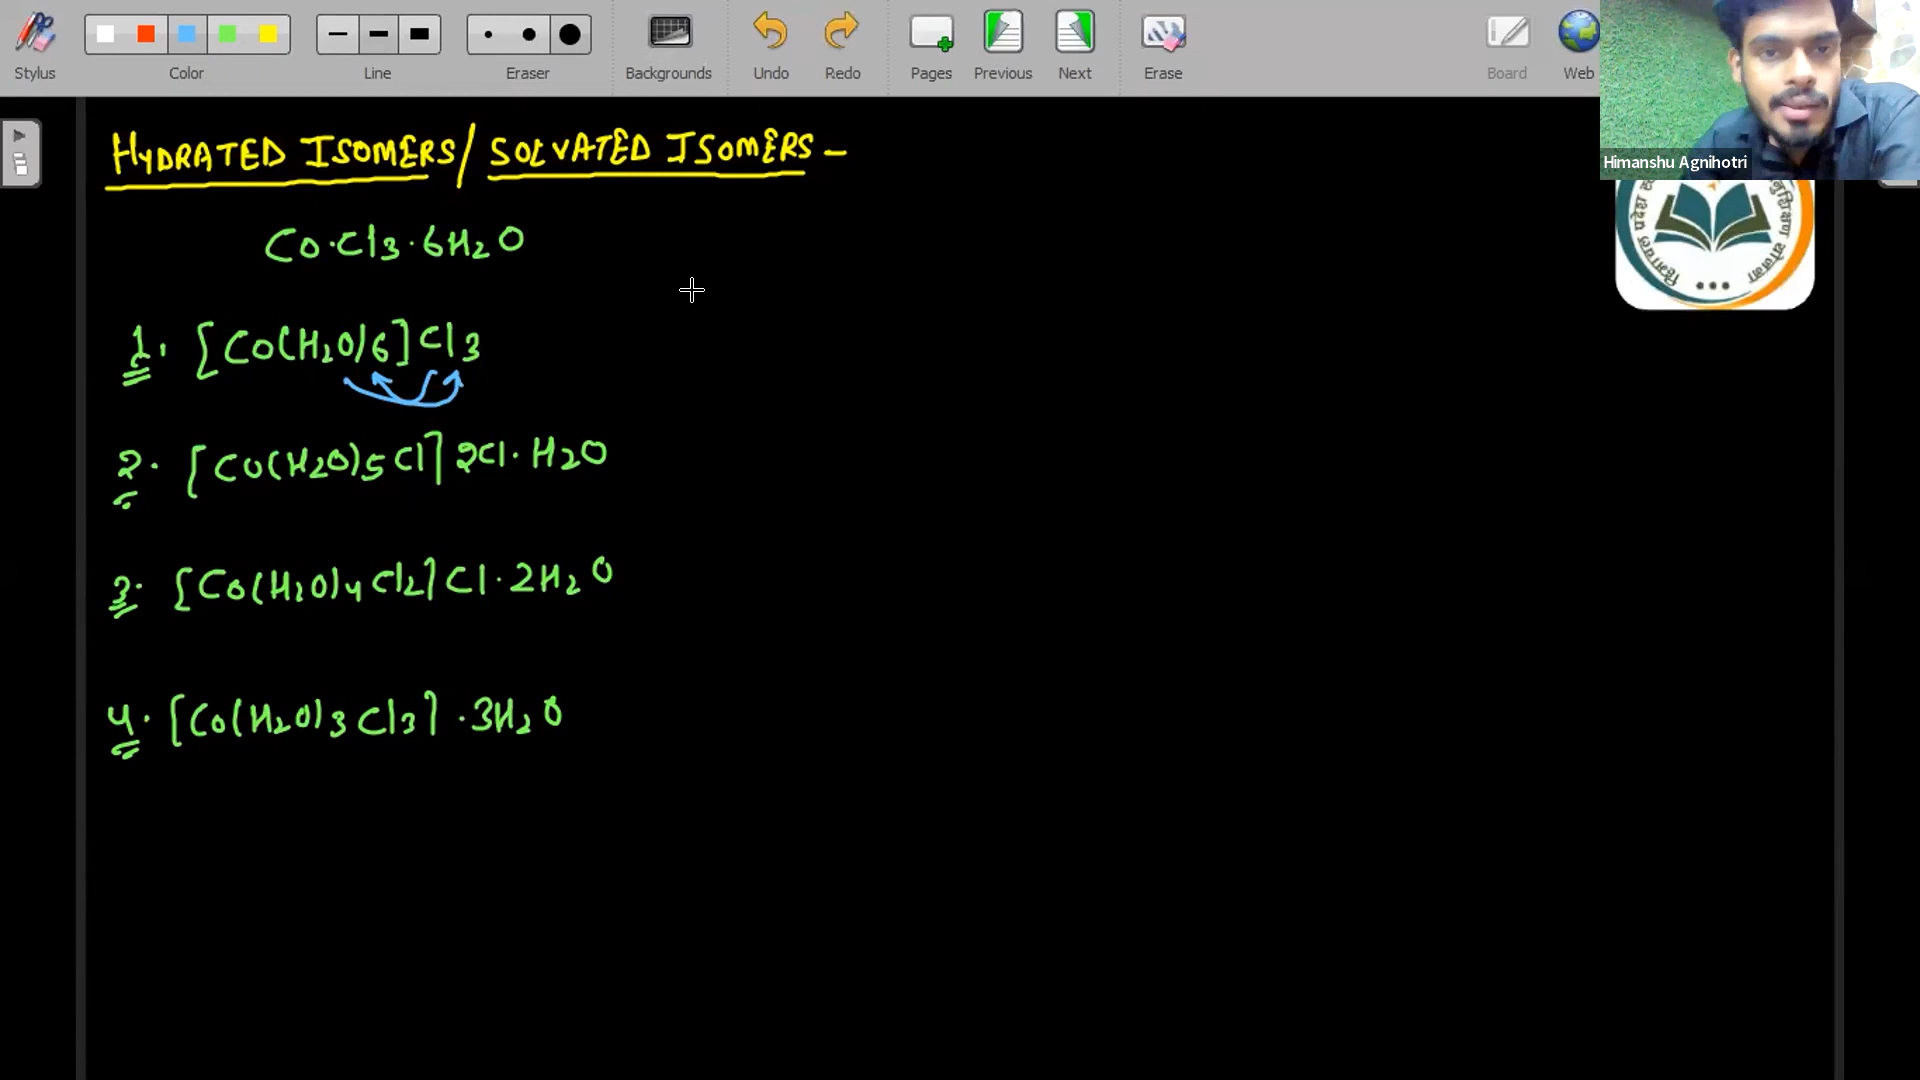 Stylus
Color
Line
Eraser
Backgrounds
Undo
Redo
Pages
Previous
Next
Erase
Board
Web
Himanshu Agnihotri
HYDRATED ISOMERS/ SOLVATED ISOMERS -
Co·Cl3·6H2O
1. [Co(H2O)6]Cl3
2. [Co(H2O)5Cl]2Cl·H2O
3. [Co(H2O)4Cl2]Cl·2H2O
4. [Co(H2O)3Cl3]·3H2O